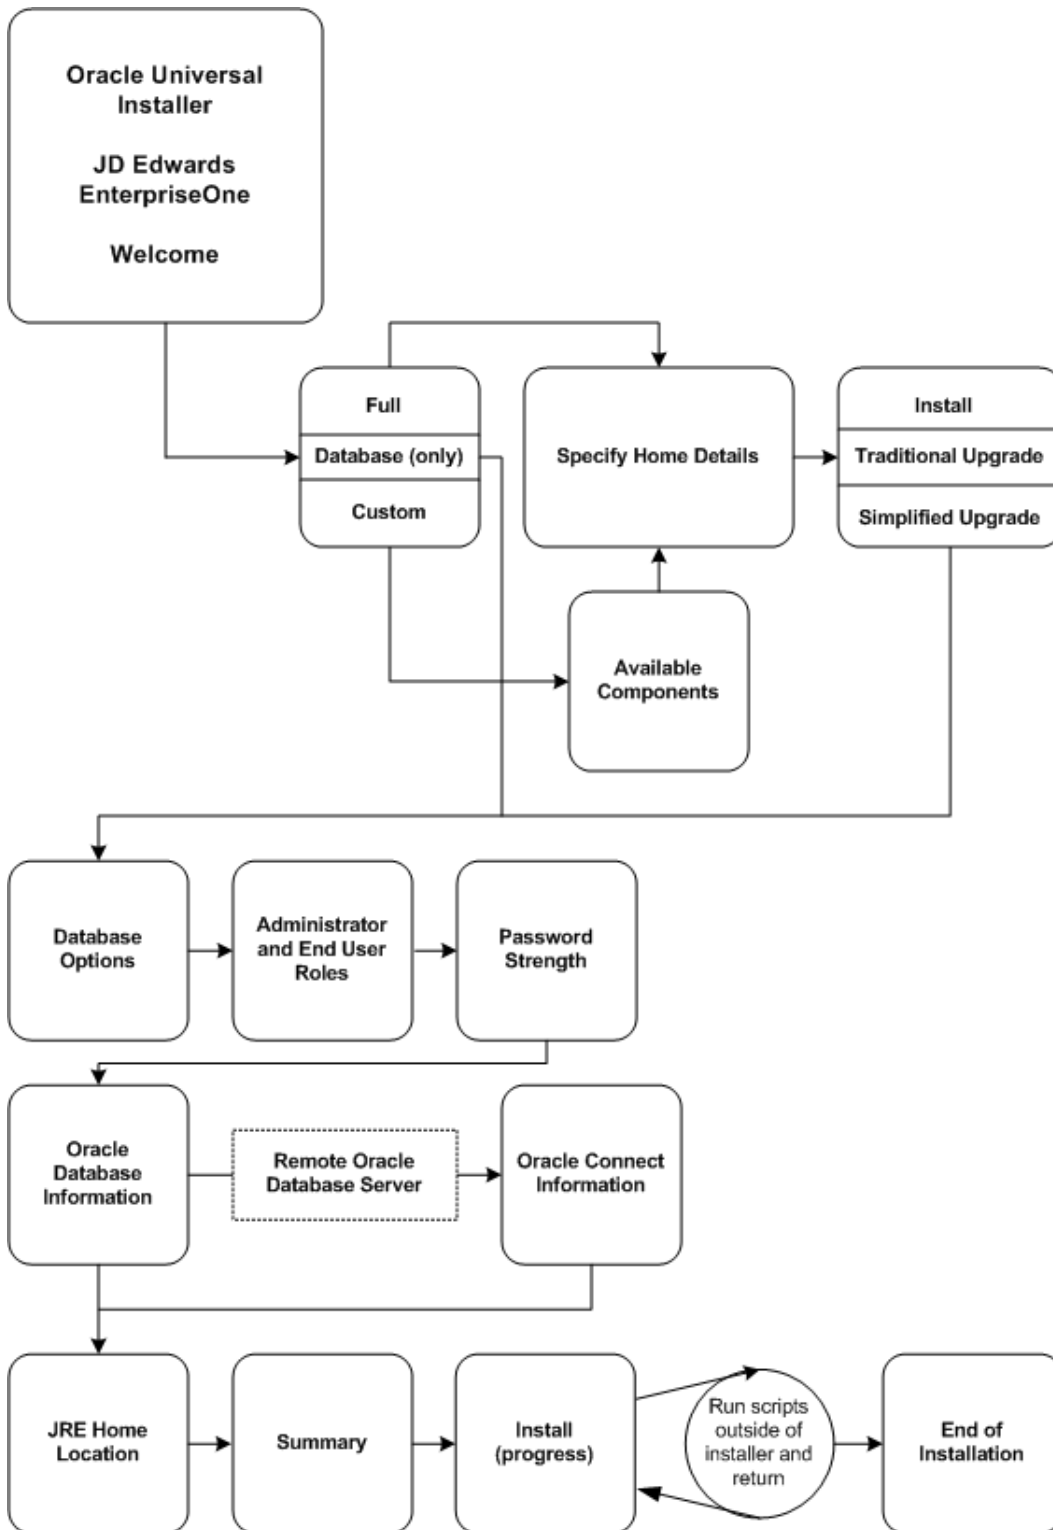 Oracle Universal
Installer
JD Edwards
EnterpriseOne
Welcome
Full
Database (only)
Custom
Specify Home Details
Install
Traditional Upgrade
Simplified Upgrade
Available
Components
Database
Options
Administrator
and End User
Roles
Password
Strength
Oracle
Database
Information
Remote Oracle
Database Server
Oracle Connect
Information
JRE Home
Location
Summary
Install
(progress)
Run scripts
outside of
installer and
return
End of
Installation